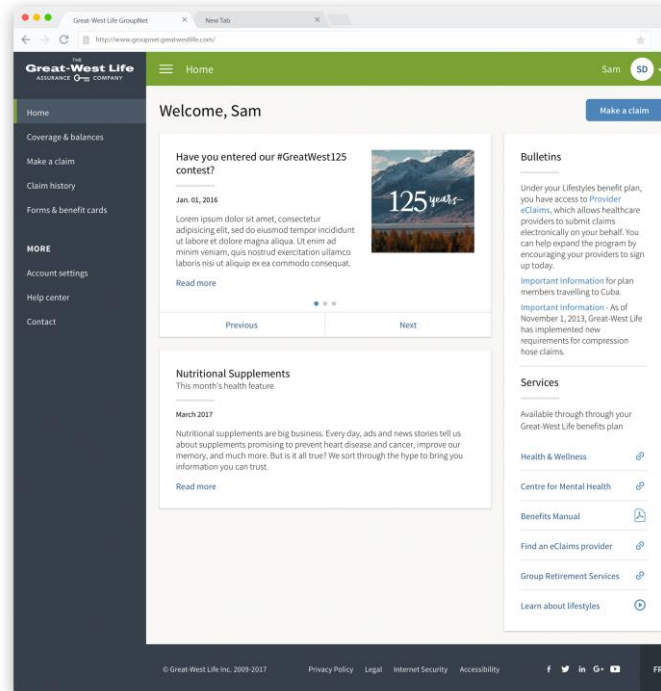 Great-West Life GroupNet
New Tab
http://www.groupnet.greatwestlife.com/
THE
Great-West Life
ASSURANCE COMPANY
Home
Sam
SD
Home
Coverage & balances
Make a claim
Claim history
Forms & benefit cards
MORE
Account settings
Help center
Contact
Welcome, Sam
Make a claim
Have you entered our #GreatWest125
contest?
Jan. 01, 2016
Lorem ipsum dolor sit amet, consectetur
adipisicing elit, sed do eiusmod tempor incididunt
ut labore et dolore magna aliqua. Ut enim ad
minim veniam, quis nostrud exercitation ullamco
laboris nisi ut aliquip ex ea commodo consequat.
Read more
125 years
Previous
Next
Nutritional Supplements
This month's health feature
March 2017
Nutritional supplements are big business. Every day, ads and news stories tell us
about supplements promising to prevent heart disease and cancer, improve our
memory, and much more. But is it all true? We sort through the hype to bring you
information you can trust.
Read more
Bulletins
Under your Lifestyles benefit plan,
you have access to Provider
eClaims, which allows healthcare
providers to submit claims
electronically on your behalf. You
can help expand the program by
encouraging your providers to sign
up today.
Important Information for plan
members travelling to Cuba.
Important Information - As of
November 1, 2013, Great-West Life
has implemented new
requirements for compression
hose claims.
Services
Available through through your
Great-West Life benefits plan
Health & Wellness
Centre for Mental Health
Benefits Manual
Find an eClaims provider
Group Retirement Services
Learn about lifestyles
© Great-West Life Inc. 2009-2017
Privacy Policy
Legal
Internet Security
Accessibility
FR